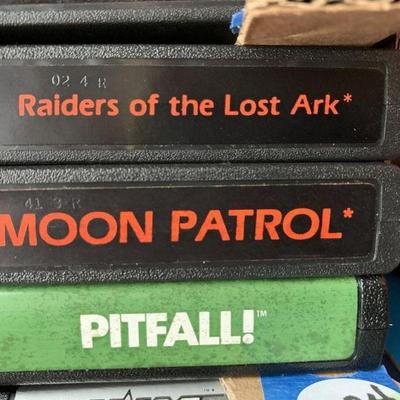 02 4 R
Raiders of the Lost Ark*
41 3 R
MOON PATROL*
PITFALL!™